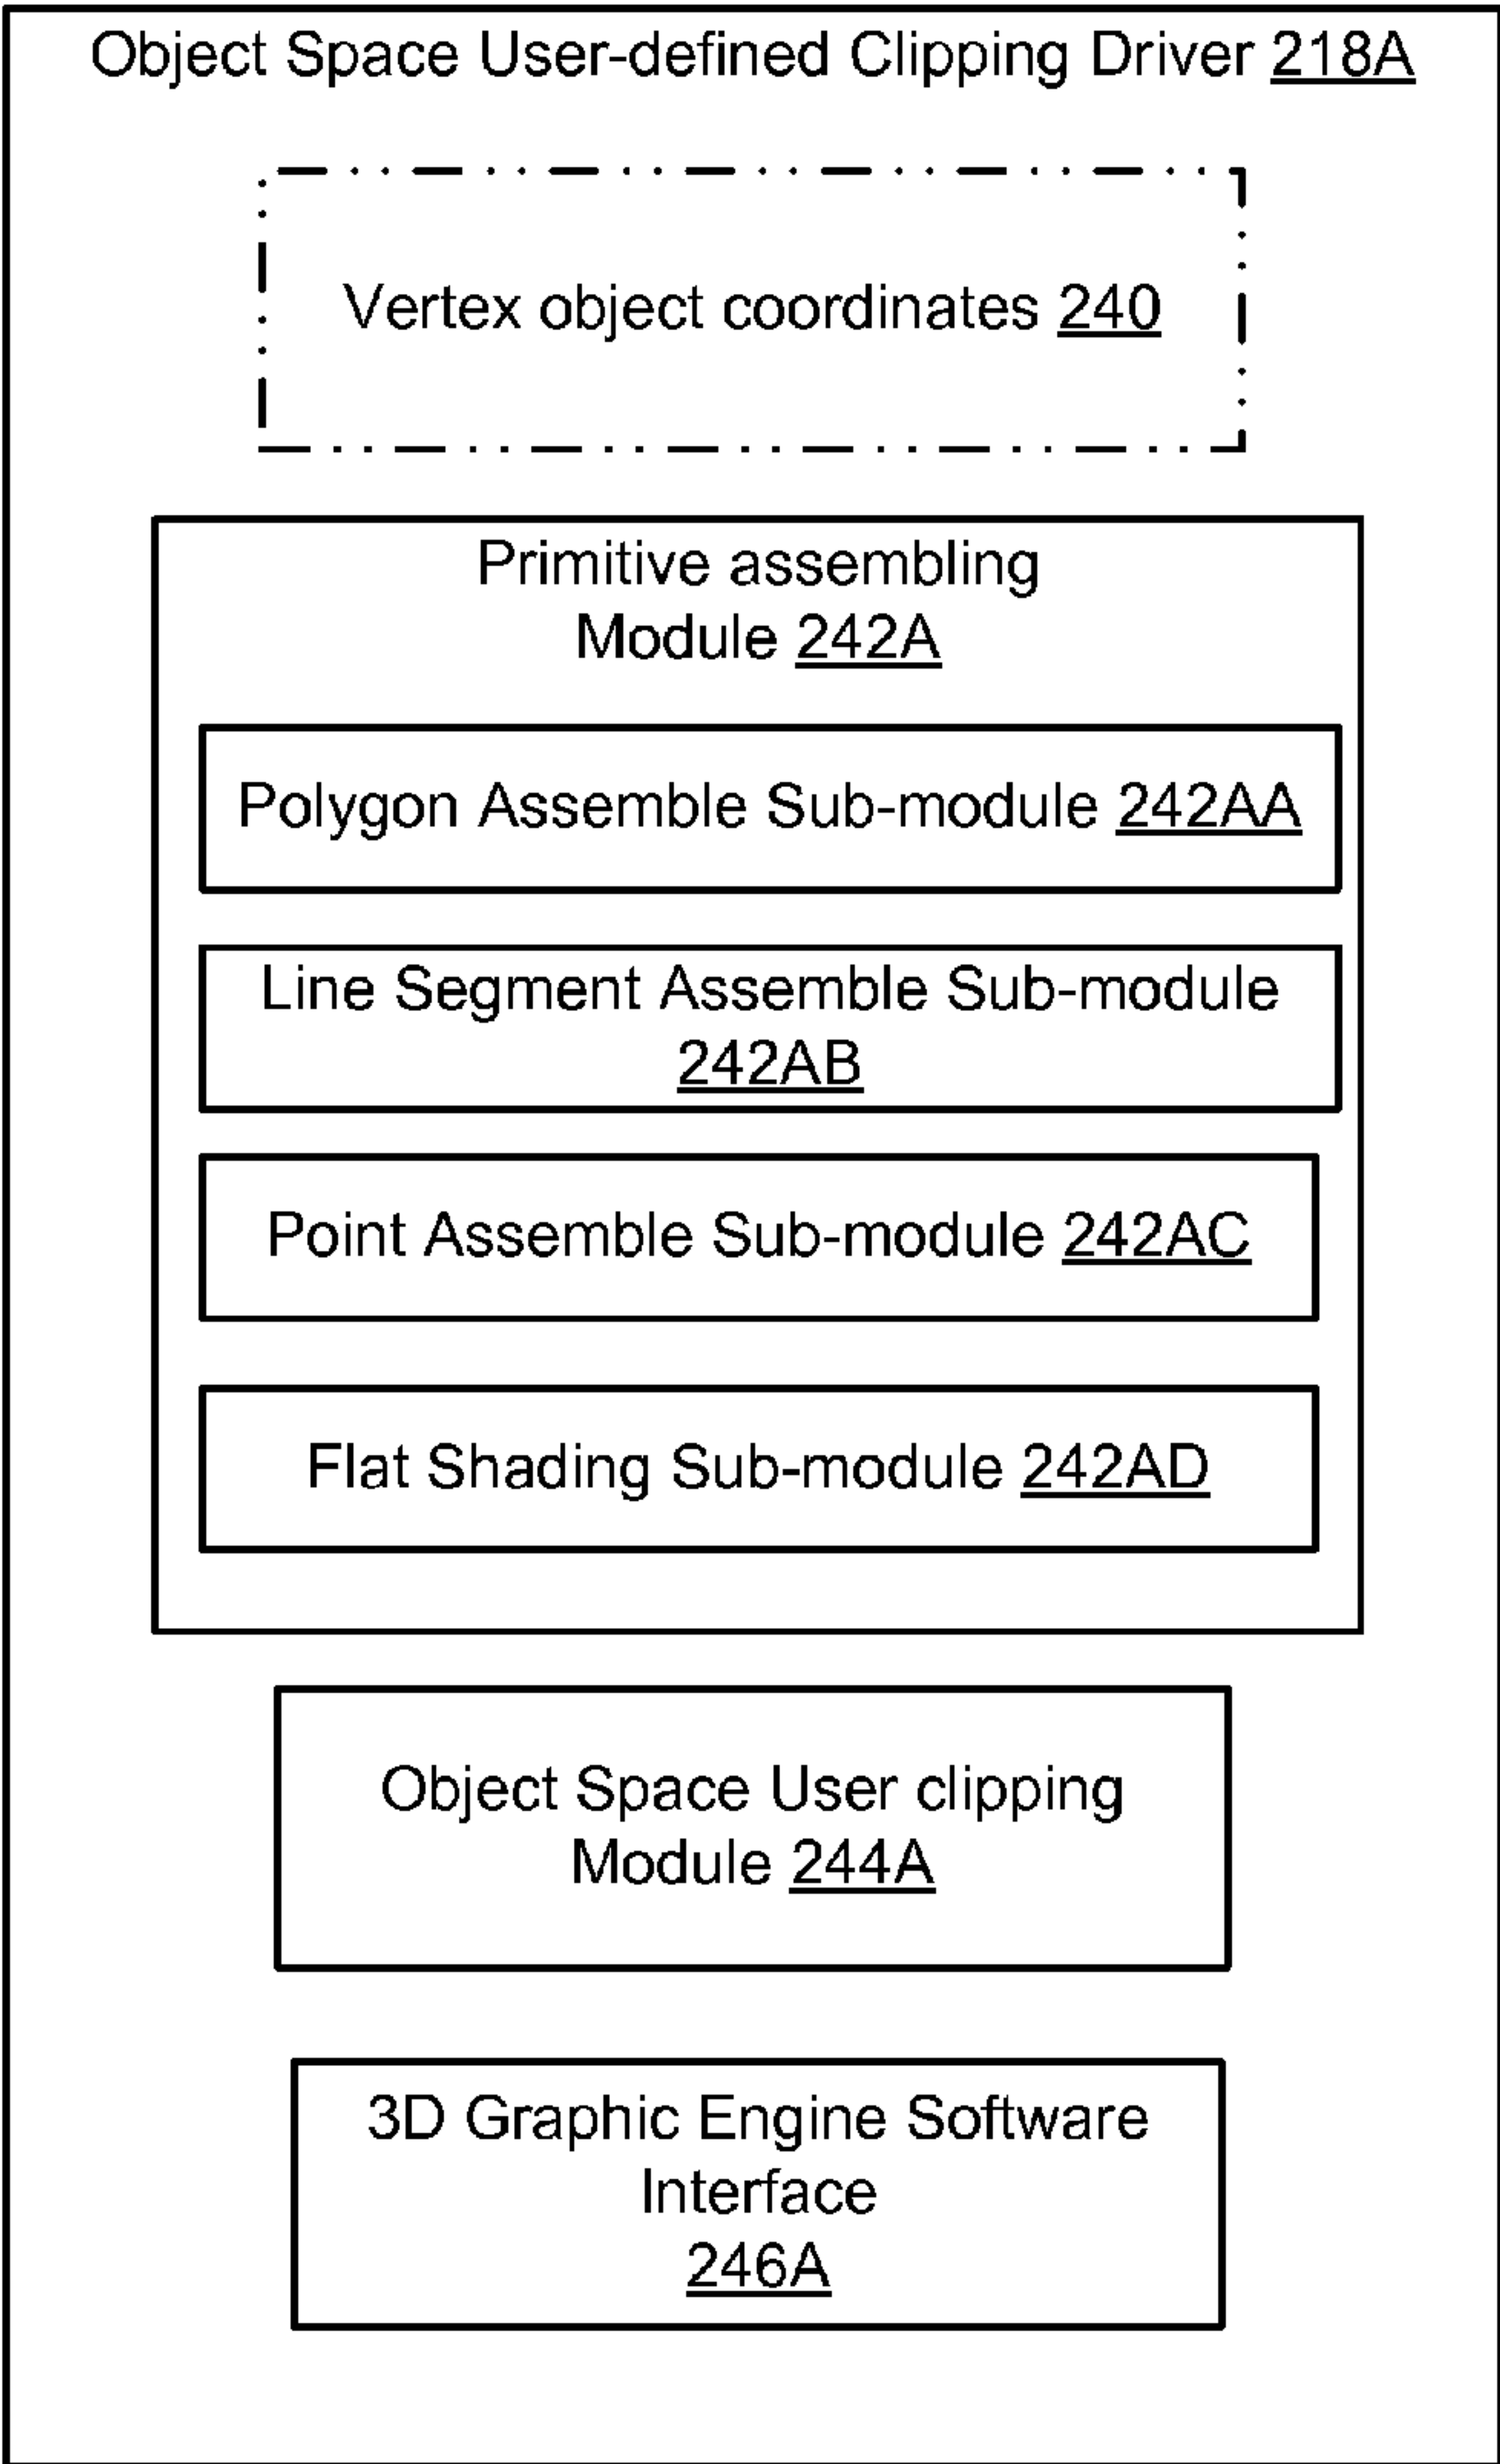 Object Space User-defined Clipping Driver 218A
Vertex object coordinates 240
Primitive assembling
Module 242A
Polygon Assemble Sub-module 242AA
Line Segment Assemble Sub-module
242AB
Point Assemble Sub-module 242AC
Flat Shading Sub-module 242AD
Object Space User clipping
Module 244A
3D Graphic Engine Software
Interface
246A